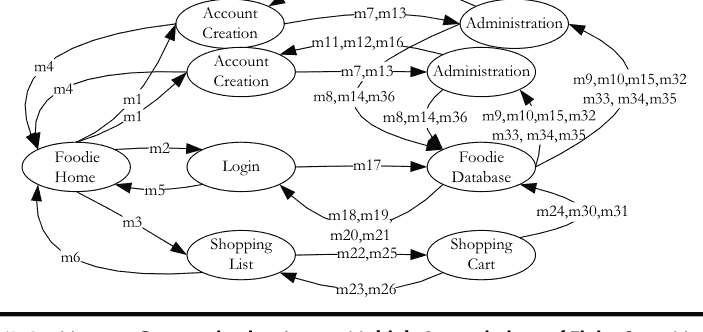 Account
Creation
m7,m13
Administration
m11,m12,m16
m4
Account
Creation
m7,m13
Administration
m4
m9,m10,m15,m32
m33, m34,m35
m1
m1
m8,m14,m36
m8,m14,m36
m9,m10,m15,m32
m33, m34,m35
Foodie
Home
m2
Login
m17
Foodie
Database
m5
m18,m19,
m20,m21
m24,m30,m31
m3
Shopping
List
m22,m25
Shopping
Cart
m6
m23,m26